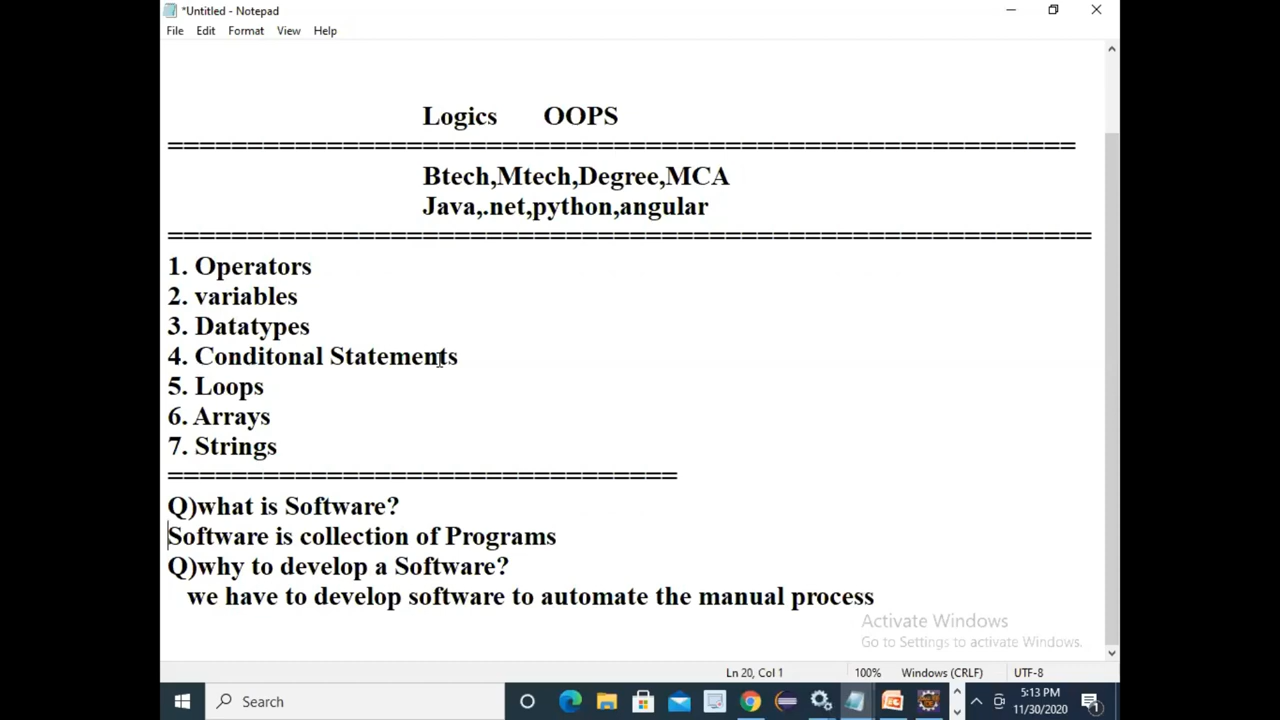 *Untitled - Notepad
File Edit Format View Help
Logics OOPS
=========================================================
Btech,Mtech,Degree,MCA
Java,.net,python,angular
==========================================================
1. Operators
2. variables
3. Datatypes
4. Conditonal Statements
5. Loops
6. Arrays
7. Strings
================================
Q)what is Software?
Software is collection of Programs
Q)why to develop a Software?
we have to develop software to automate the manual process
Activate Windows
Go to Settings to activate Windows.
Ln 20, Col 1 100% Windows (CRLF) UTF-8
Search
5:13 PM
11/30/2020
1